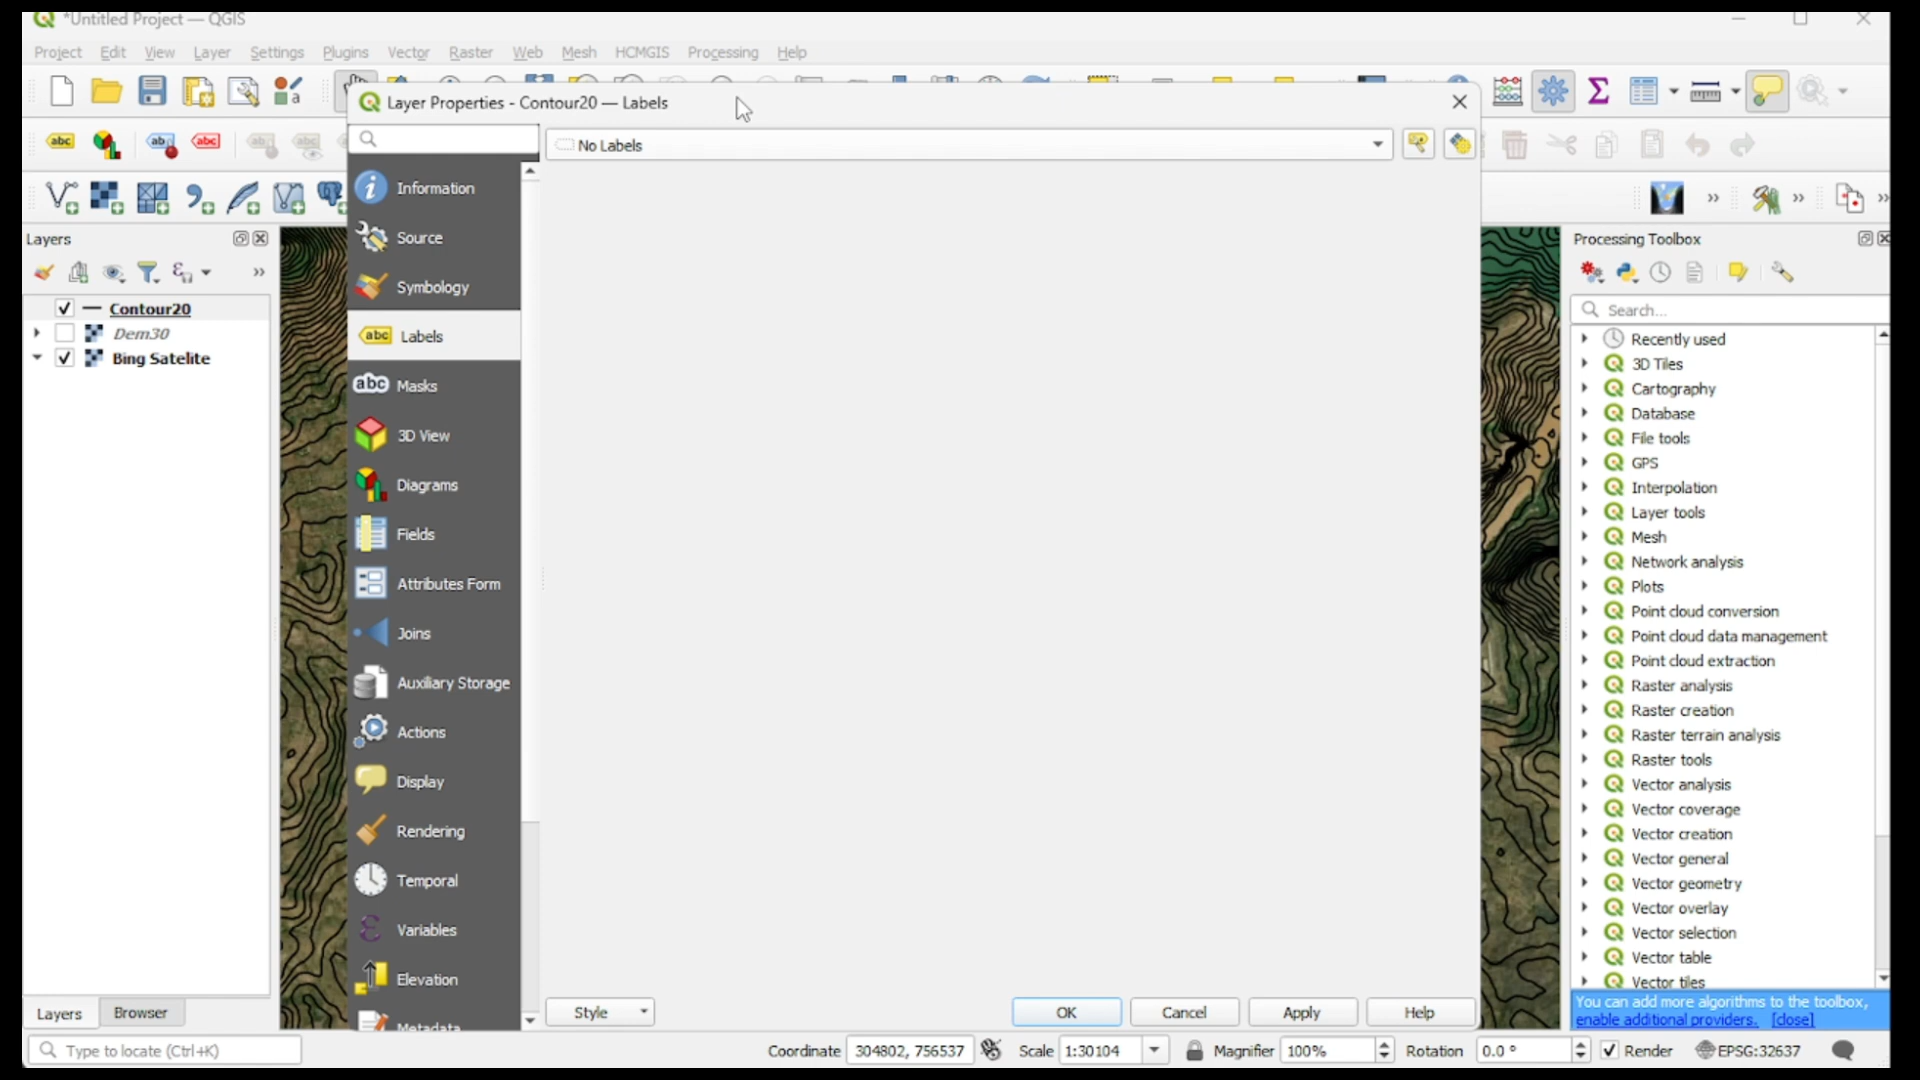 *Untitled Project — QGIS
Project Edit View Layer Settings Plugins Vector Raster Web Mesh HCMGIS Processing Help
Layer Properties - Contour20 — Labels
No Labels
Information
Source
Symbology
abc Labels
abc Masks
3D View
Diagrams
Fields
Attributes Form
Joins
Auxiliary Storage
Actions
Display
Rendering
Temporal
Variables
Elevation
Metadata
Style
OK
Cancel
Apply
Help
Layers
Contour20
Dem30
Bing Satelite
Layers Browser
Processing Toolbox
Search...
Recently used
3D Tiles
Cartography
Database
File tools
GPS
Interpolation
Layer tools
Mesh
Network analysis
Plots
Point cloud conversion
Point cloud data management
Point cloud extraction
Raster analysis
Raster creation
Raster terrain analysis
Raster tools
Vector analysis
Vector coverage
Vector creation
Vector general
Vector geometry
Vector overlay
Vector selection
Vector table
Vector tiles
You can add more algorithms to the toolbox,
enable additional providers. [close]
Type to locate (Ctrl+K)
Coordinate 304802, 756537 Scale 1:30104 Magnifier 100% Rotation 0.0 ° Render EPSG:32637